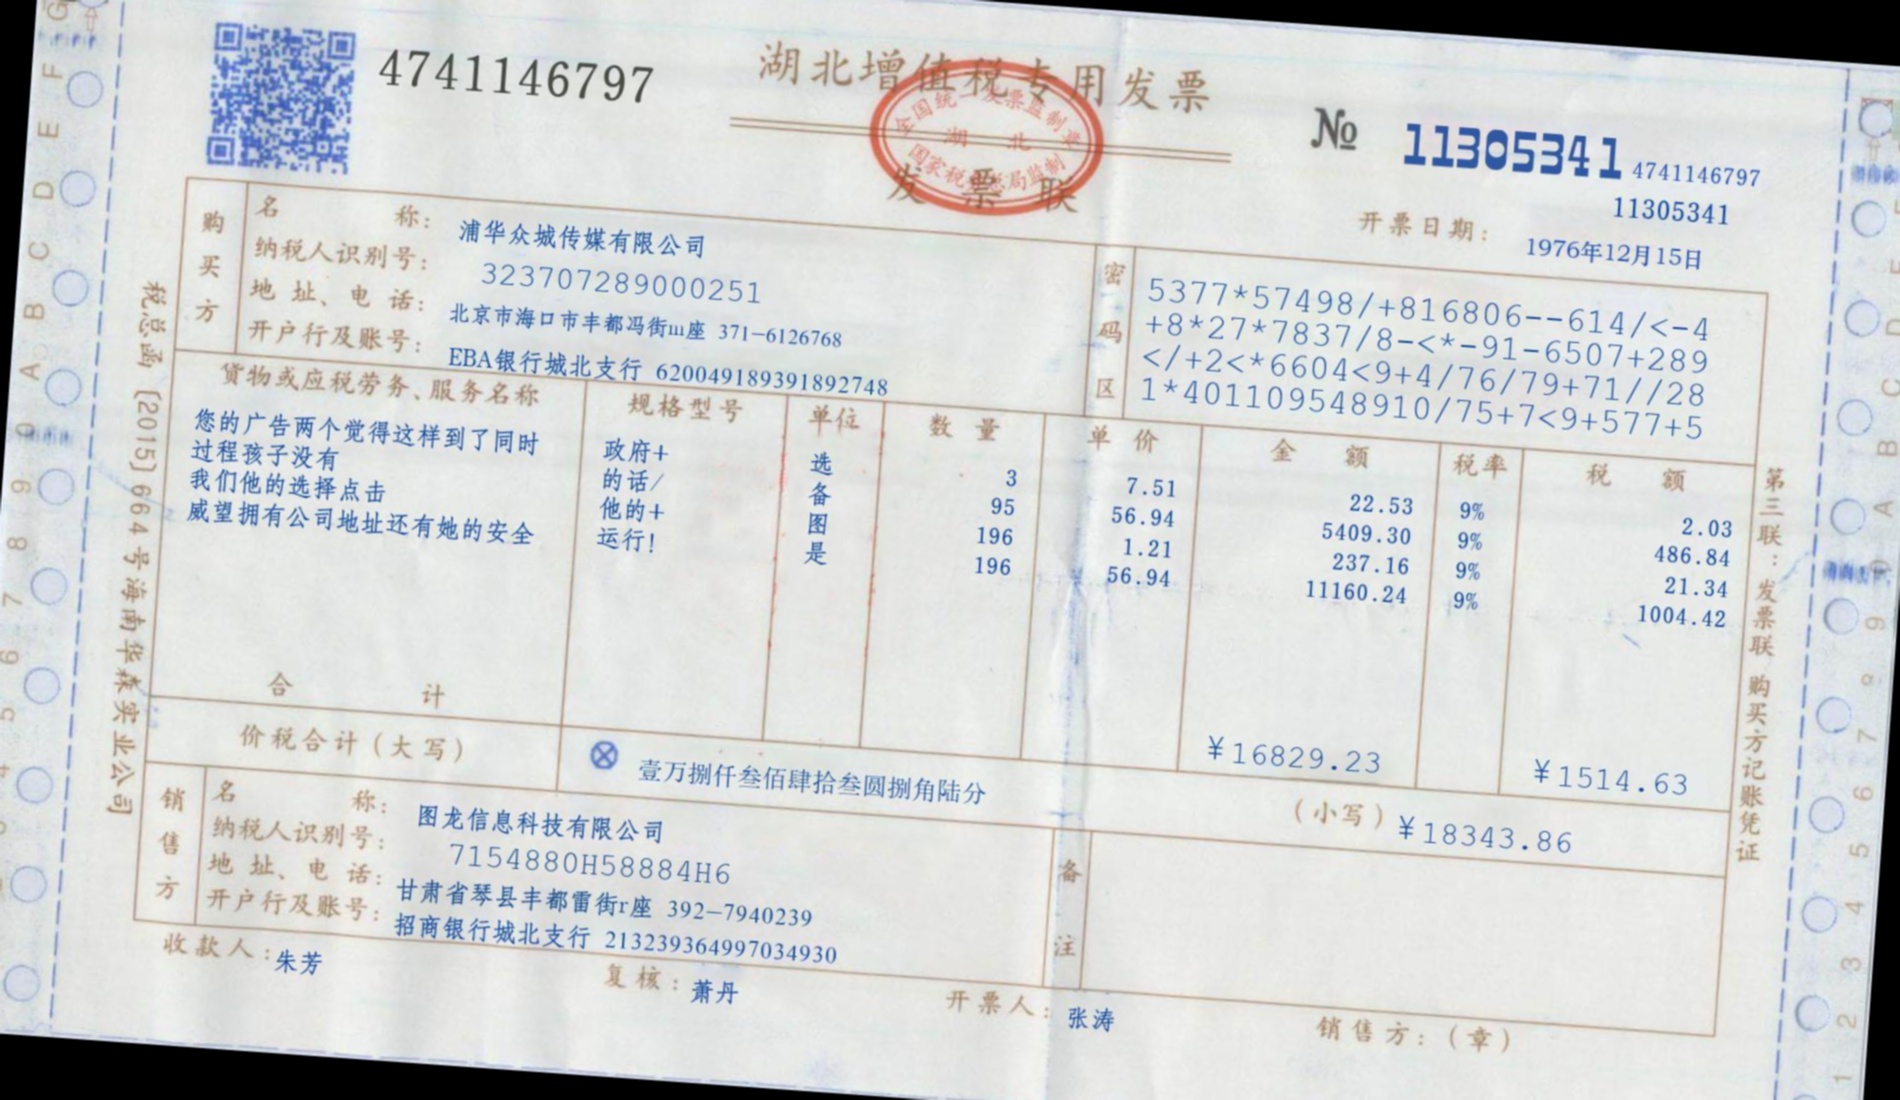 4741146797
湖北增值税专用发票
全国统一发票监制章
湖北
国家税务总局监制
发票联
№ 11305341
4741146797
11305341
开票日期: 1976年12月15日
购买方
名称: 浦华众城传媒有限公司
纳税人识别号: 323707289000251
地址、电话: 北京市海口市丰都冯街m座 371-6126768
开户行及账号: EBA银行城北支行 620049189391892748
密码区
5377*57498/+816806--614/<-4
+8*27*7837/8-<*-91-6507+289
</+2<*6604<9+4/76/79+71//28
1*401109548910/75+7<9+577+5
货物或应税劳务、服务名称 规格型号 单位 数量 单价 金额 税率 税额
您的广告两个觉得这样到了同时 政府+ 选 3 7.51 22.53 9% 2.03
过程孩子没有 的话/ 备 95 56.94 5409.30 9% 486.84
我们他的选择点击 他的+ 图 196 1.21 237.16 9% 21.34
威望拥有公司地址还有她的安全 运行! 是 196 56.94 11160.24 9% 1004.42
合计 ¥16829.23 ¥1514.63
价税合计(大写) ⊗ 壹万捌仟叁佰肆拾叁圆捌角陆分 (小写) ¥18343.86
销售方
名称: 图龙信息科技有限公司
纳税人识别号: 7154880H58884H6
地址、电话: 甘肃省琴县丰都雷街r座 392-7940239
开户行及账号: 招商银行城北支行 213239364997034930
备注
收款人: 朱芳 复核: 萧丹 开票人: 张涛 销售方:(章)
税总函〔2015〕664号海南华森实业公司
第三联:发票联 购买方记账凭证